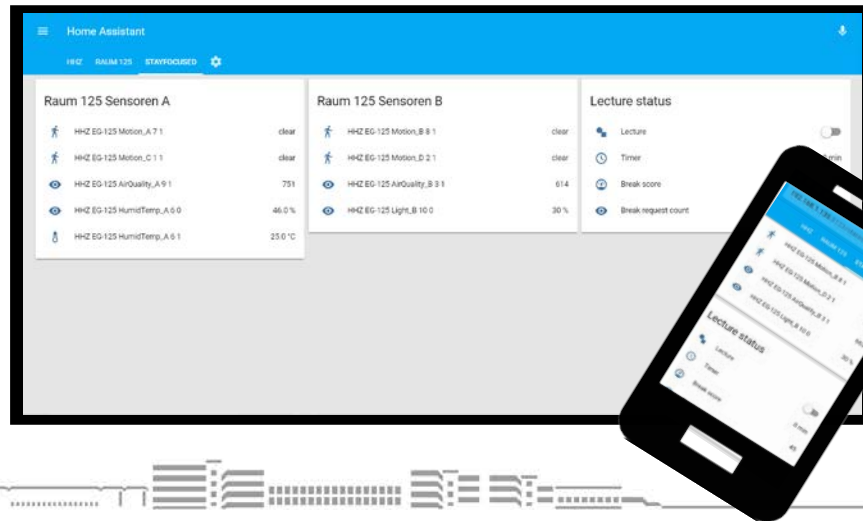 Home Assistant
HHZ RAUM 125 STAYFOCUSED
Raum 125 Sensoren A
HHZ EG-125 Motion_A 7 1 clear
HHZ EG-125 Motion_C 1 1 clear
HHZ EG-125 AirQuality_A 9 1 751
HHZ EG-125 HumidTemp_A 6 0 46.0 %
HHZ EG-125 HumidTemp_A 6 1 25.0 °C
Raum 125 Sensoren B
HHZ EG-125 Motion_B 8 1 clear
HHZ EG-125 Motion_D 2 1 clear
HHZ EG-125 AirQuality_B 3 1 614
HHZ EG-125 Light_B 10 0 30 %
Lecture status
Lecture
Timer min
Break score
Break request count
HHZ RAUM 125
HHZ EG-125 Motion_B 8 1
HHZ EG-125 Motion_D 2 1
HHZ EG-125 AirQuality_B 3 1
HHZ EG-125 Light_B 10 0 30 %
Lecture status
Lecture
Timer 0 min
Break score 45